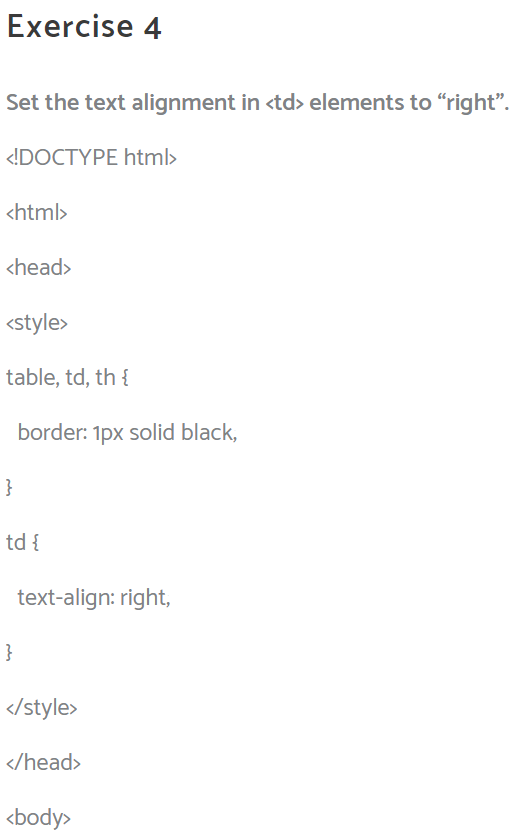 Exercise 4
Set the text alignment in <td> elements to “right”.
<!DOCTYPE html>
<html>
<head>
<style>
table, td, th {
border: 1px solid black,
}
td {
text-align: right,
}
</style>
</head>
<body>